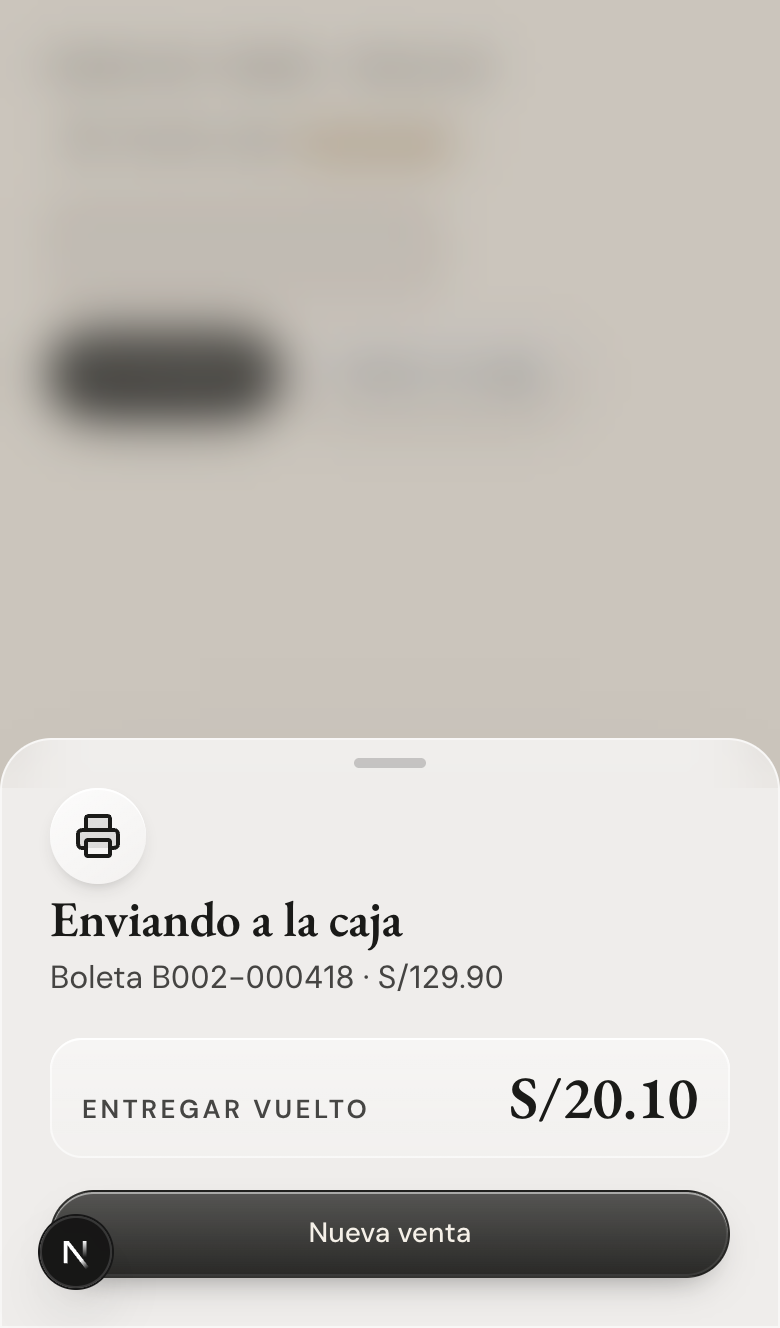 Enviando a la caja
Boleta B002-000418 · S/129.90
ENTREGAR VUELTO S/20.10
Nueva venta
N